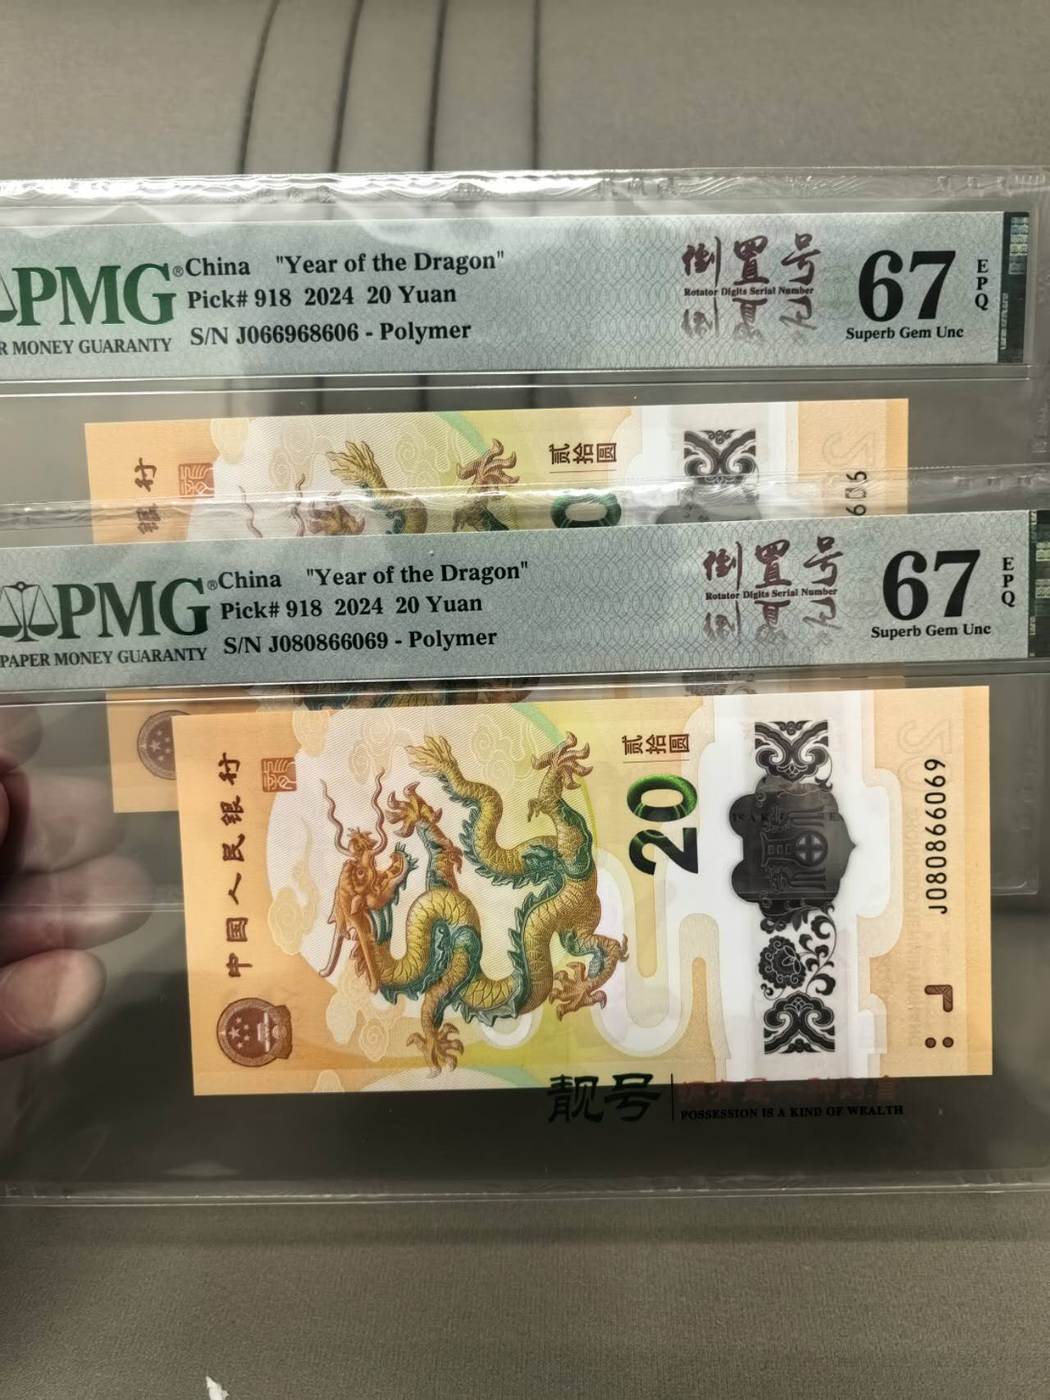 PMG®
R MONEY GUARANTY
China "Year of the Dragon"
Pick# 918 2024 20 Yuan
S/N J066968606 - Polymer
倒置号
Rotator Digits Serial Number
67
EPQ
Superb Gem Unc
银行
贰拾圆
0
606
PMG®
PAPER MONEY GUARANTY
China "Year of the Dragon"
Pick# 918 2024 20 Yuan
S/N J080866069 - Polymer
倒置号
Rotator Digits Serial Number
67
EPQ
Superb Gem Unc
中国人民银行
贰拾圆
20
J080866069
靓号
POSSESSION IS A KIND OF WEALTH